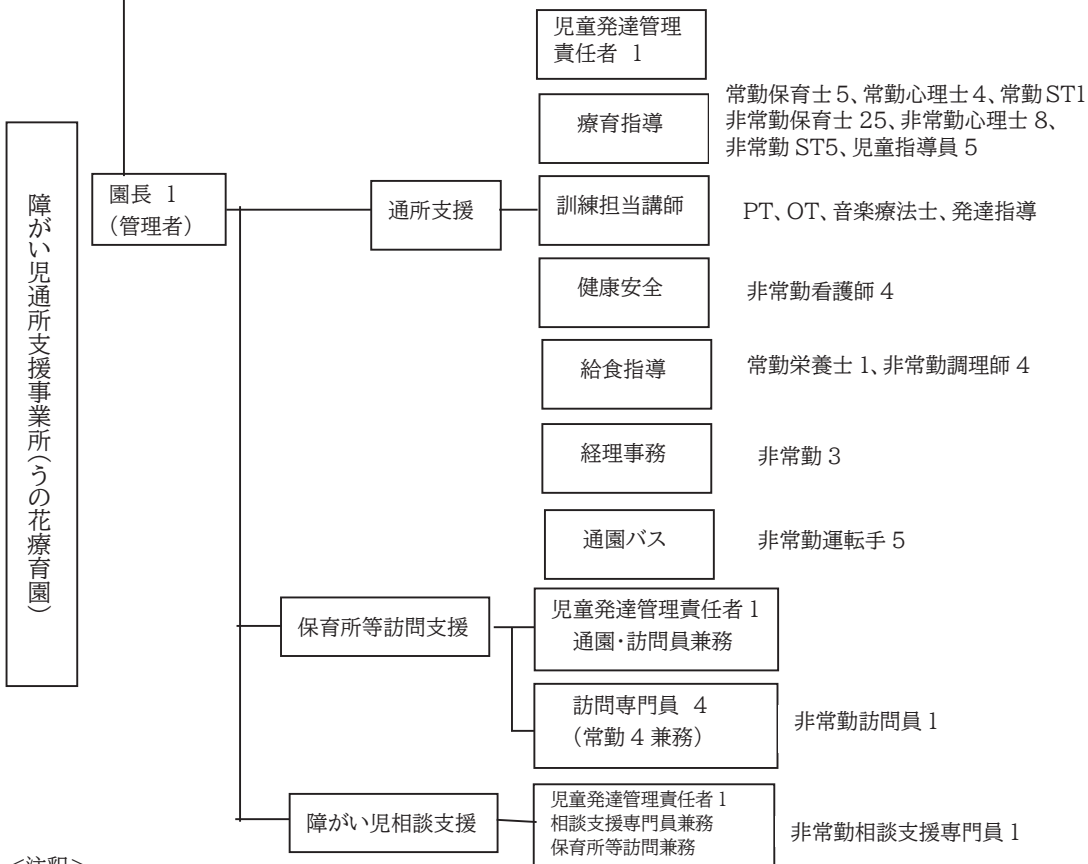 障がい児通所支援事業所(うの花療育園)
園長 1
(管理者)
通所支援
児童発達管理
責任者 1
療育指導
常勤保育士5、常勤心理士4、常勤ST1
非常勤保育士25、非常勤心理士8、
非常勤ST5、児童指導員5
訓練担当講師
PT、OT、音楽療法士、発達指導
健康安全
非常勤看護師4
給食指導
常勤栄養士1、非常勤調理師4
経理事務
非常勤3
通園バス
非常勤運転手5
保育所等訪問支援
児童発達管理責任者1
通園・訪問員兼務
訪問専門員 4
(常勤4兼務)
非常勤訪問員1
障がい児相談支援
児童発達管理責任者1
相談支援専門員兼務
保育所等訪問兼務
非常勤相談支援専門員1
<注釈>